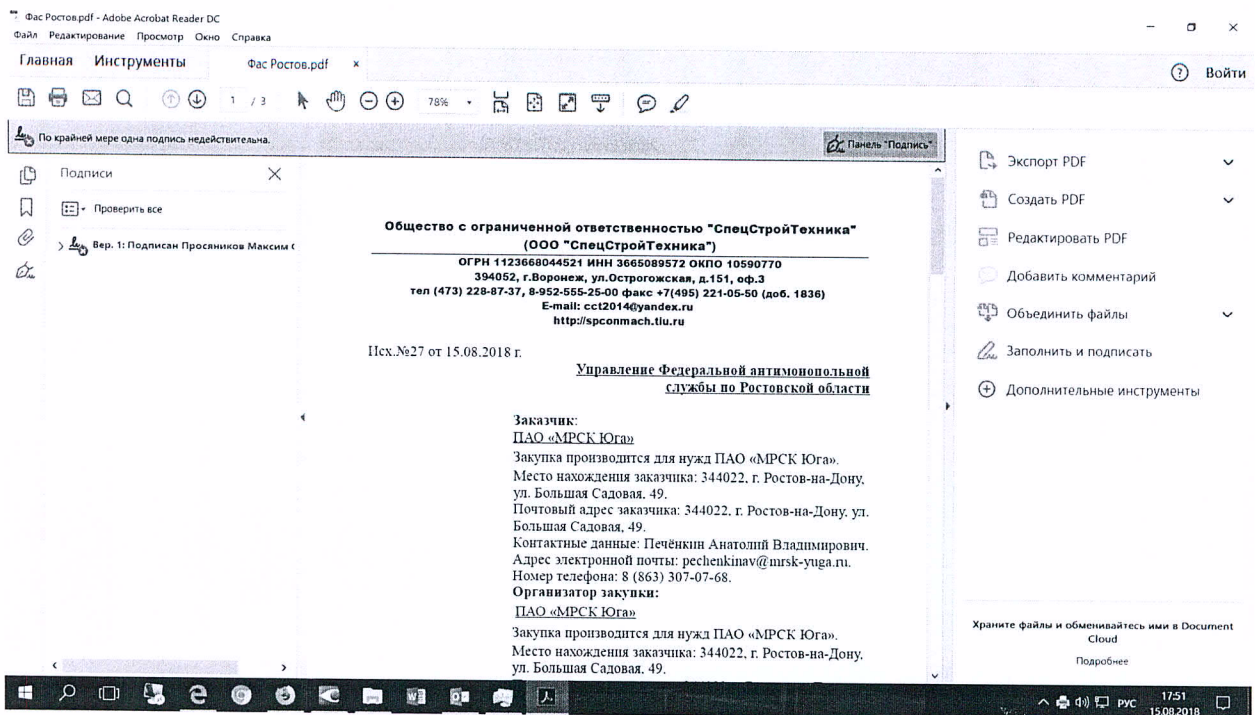 Фас Ростов.pdf - Adobe Acrobat Reader DC
Файл Редактирование Просмотр Окно Справка
Главная Инструменты Фас Ростов.pdf ×
Войти
1 / 3
78%
По крайней мере одна подпись недействительна.
Панель "Подпись"
Подписи
Проверить все
Вер. 1: Подписан Просяников Максим
Общество с ограниченной ответственностью "СпецСтройТехника"
(ООО "СпецСтройТехника")
ОГРН 1123668044521 ИНН 3665089572 ОКПО 10590770
394052, г.Воронеж, ул.Острогожская, д.151, оф.3
тел (473) 228-87-37, 8-952-555-25-00 факс +7(495) 221-05-50 (доб. 1836)
E-mail: cct2014@yandex.ru
http://spconmach.tiu.ru
Исх.№27 от 15.08.2018 г.
Управление Федеральной антимонопольной
службы по Ростовской области
Заказчик:
ПАО «МРСК Юга»
Закупка производится для нужд ПАО «МРСК Юга».
Место нахождения заказчика: 344022, г. Ростов-на-Дону,
ул. Большая Садовая, 49.
Почтовый адрес заказчика: 344022, г. Ростов-на-Дону, ул.
Большая Садовая, 49.
Контактные данные: Печёнкин Анатолий Владимирович.
Адрес электронной почты: pechenkinav@mrsk-yuga.ru.
Номер телефона: 8 (863) 307-07-68.
Организатор закупки:
ПАО «МРСК Юга»
Закупка производится для нужд ПАО «МРСК Юга».
Место нахождения заказчика: 344022, г. Ростов-на-Дону,
ул. Большая Садовая, 49.
Экспорт PDF
Создать PDF
Редактировать PDF
Добавить комментарий
Объединить файлы
Заполнить и подписать
Дополнительные инструменты
Храните файлы и обменивайтесь ими в Document
Cloud
Подробнее
РУС
17:51
15.08.2018